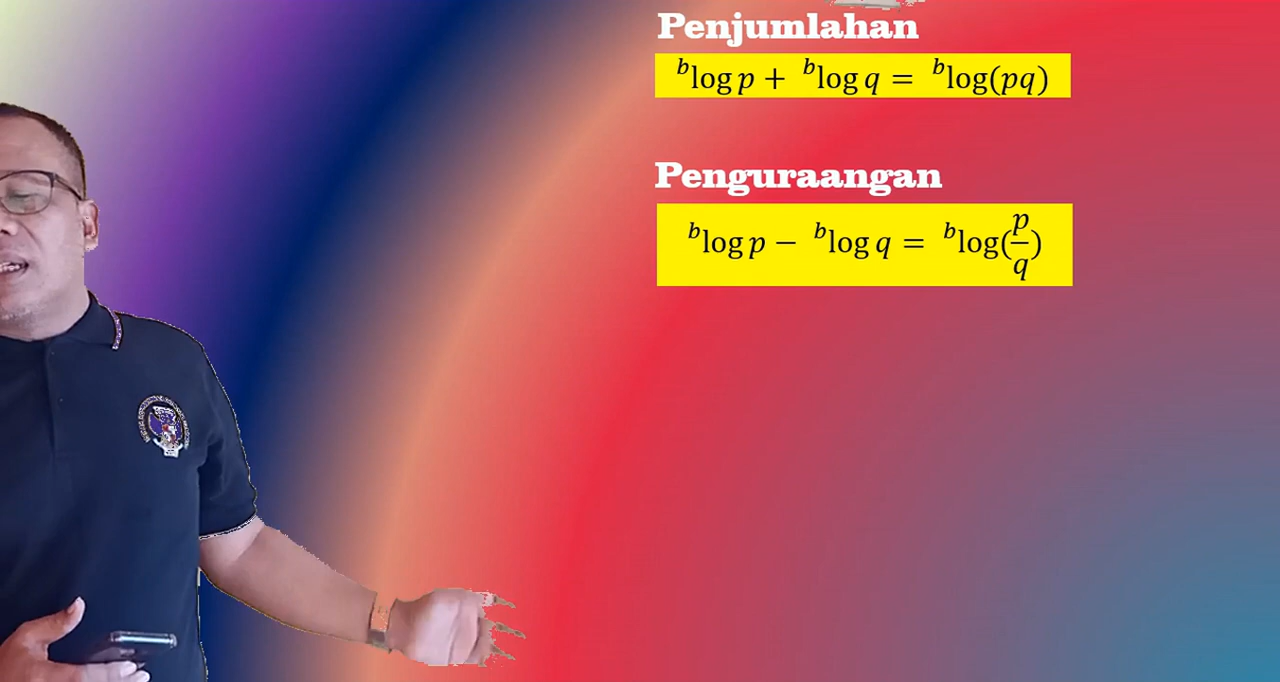 Penjumlahan
ᵇlog p + ᵇlog q = ᵇlog(pq)
Penguraangan
ᵇlog p − ᵇlog q = ᵇlog(p/q)